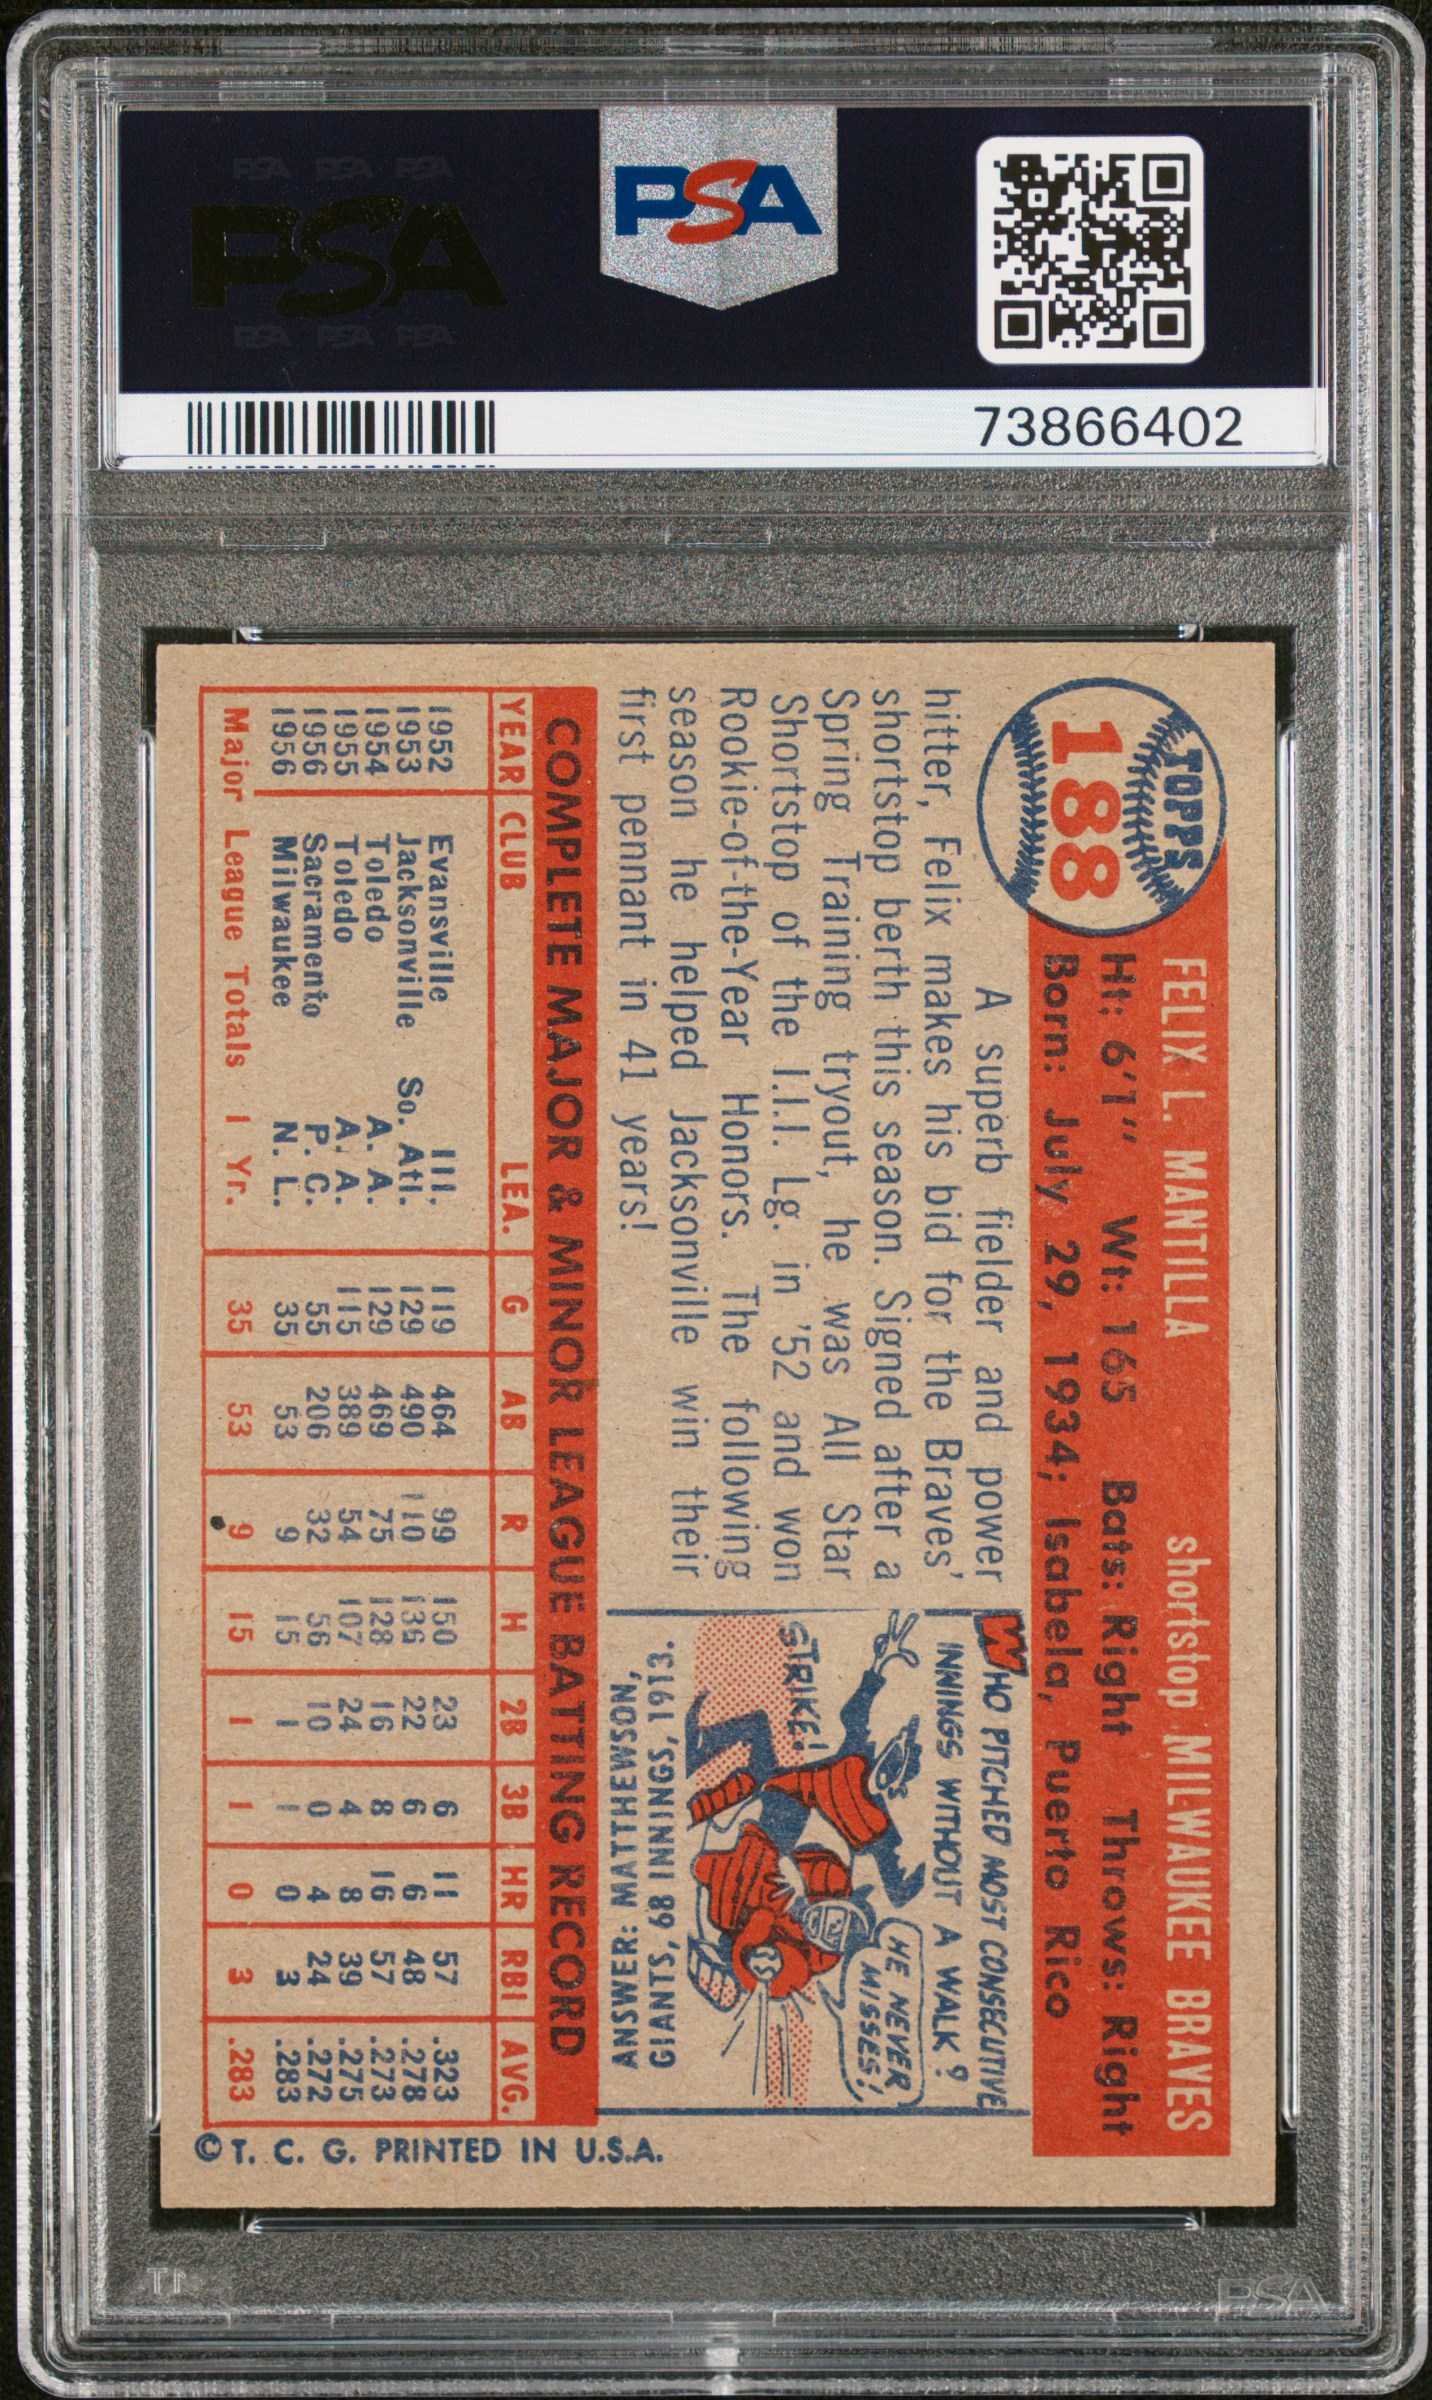 PSA PSA PSA
PSA
PSA PSA PSA
PSA
73866402
TOPPS
188
FELIX L. MANTILLA shortstop MILWAUKEE BRAVES
Ht: 6'1" Wt: 165 Bats: Right Throws: Right
Born: July 29, 1934; Isabela, Puerto Rico
A superb fielder and power
hitter, Felix makes his bid for the Braves'
shortstop berth this season. Signed after a
Spring Training tryout, he was All Star
Shortstop of the I.I.I. Lg. in '52 and won
Rookie-of-the-Year Honors. The following
season he helped Jacksonville win their
first pennant in 41 years!
WHO PITCHED MOST CONSECUTIVE
INNINGS WITHOUT A WALK?
HE NEVER
MISSES!
STRIKE!
ANSWER: MATTHEWSON,
GIANTS, 68 INNINGS, 1913.
COMPLETE MAJOR & MINOR LEAGUE BATTING RECORD
YEAR CLUB LEA. G AB R H 2B 3B HR RBI AVG.
1952 Evansville III. 119 464 99 150 23 6 11 57 .323
1953 Jacksonville So. Atl. 129 490 110 136 22 6 6 48 .278
1954 Toledo A. A. 129 469 75 128 16 8 16 57 .273
1955 Toledo A. A. 115 389 54 107 24 4 8 39 .275
1956 Sacramento P. C. 55 206 32 56 10 0 4 24 .272
1956 Milwaukee N. L. 35 53 9 15 1 1 0 3 .283
Major League Totals 1 Yr. 35 53 9 15 1 1 0 3 .283
© T. C. G. PRINTED IN U.S.A.
PSA